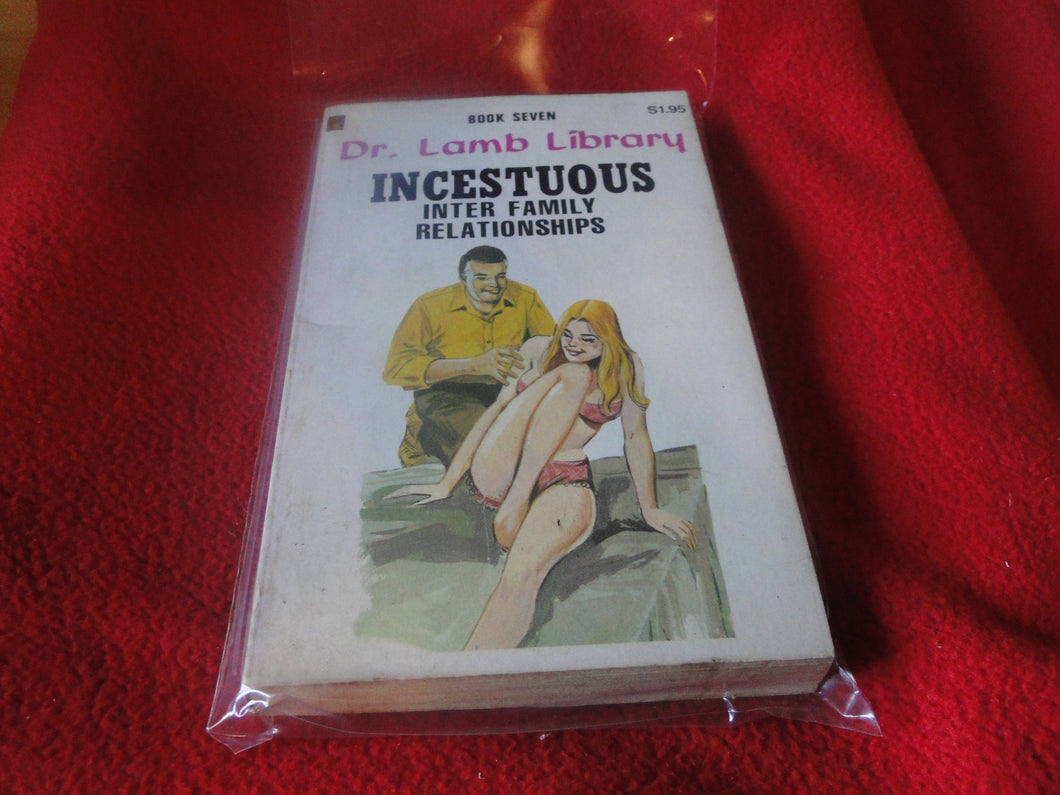 BOOK SEVEN
$1.95
Dr. Lamb Library
INCESTUOUS
INTER FAMILY
RELATIONSHIPS